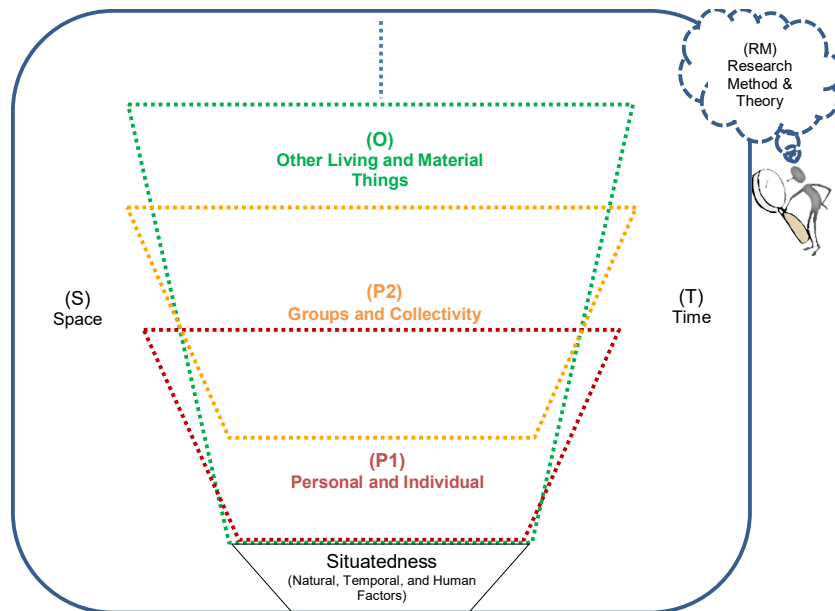 (RM)
Research
Method &
Theory
(O)
Other Living and Material
Things
(S)
Space
(P2)
Groups and Collectivity
(T)
Time
(P1)
Personal and Individual
Situatedness
(Natural, Temporal, and Human
Factors)